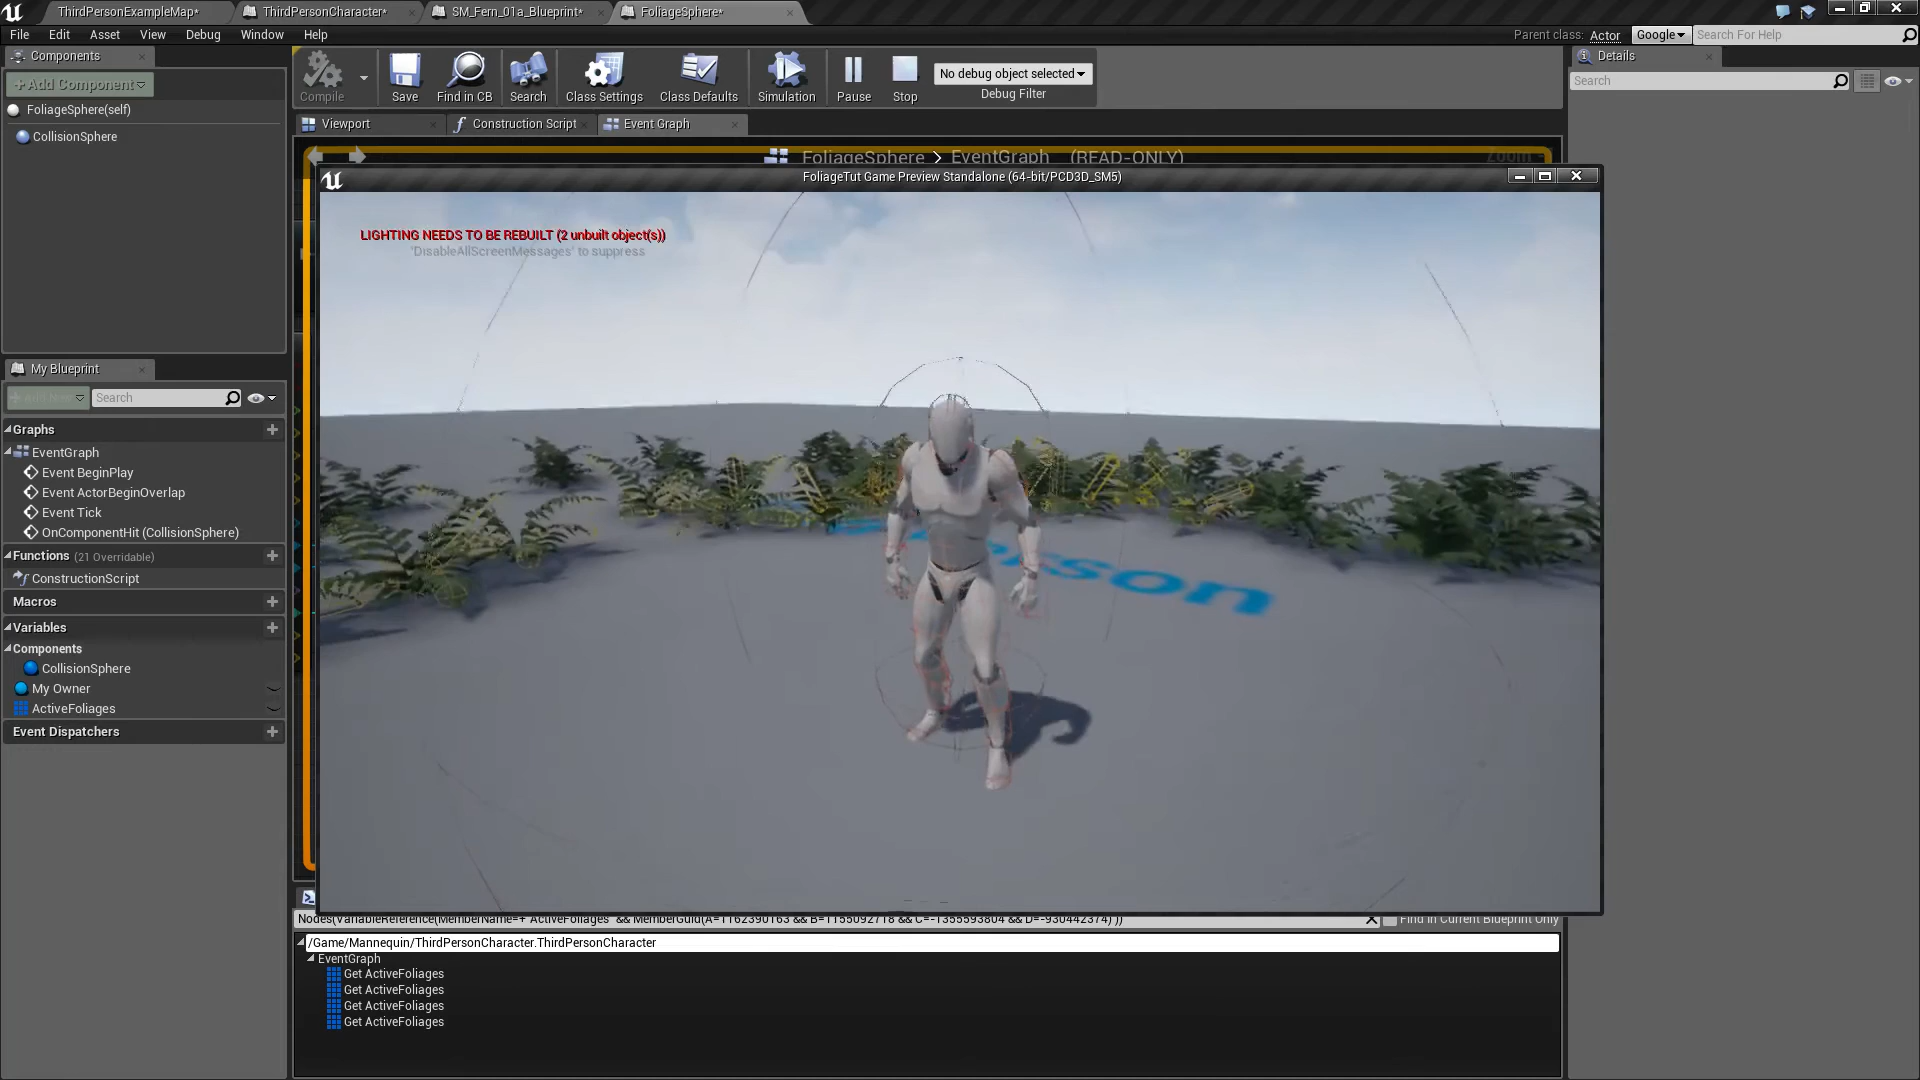 ThirdPersonExampleMap*
ThirdPersonCharacter*
SM_Fern_01a_Blueprint*
FoliageSphere*
File Edit Asset View Debug Window Help
Parent class: Actor Google Search For Help
Components
+Add Component
FoliageSphere(self)
CollisionSphere
Compile
Save
Find in CB
Search
Class Settings
Class Defaults
Simulation
Pause
Stop
No debug object selected
Debug Filter
Details
Search
Viewport
Construction Script
Event Graph
FoliageSphere > EventGraph (READ-ONLY)
Zoom
FoliageTut Game Preview Standalone (64-bit/PCD3D_SM5)
LIGHTING NEEDS TO BE REBUILT (2 unbuilt object(s))
'DisableAllScreenMessages' to suppress
My Blueprint
Search
Graphs
EventGraph
Event BeginPlay
Event ActorBeginOverlap
Event Tick
OnComponentHit (CollisionSphere)
Functions (21 Overridable)
ConstructionScript
Macros
Variables
Components
CollisionSphere
My Owner
ActiveFoliages
Event Dispatchers
Nodes(VariableReference(MemberName=+"ActiveFoliages" && MemberGuid(A=1162390163 && B=1155092718 && C=-1355593804 && D=-930442374) ))
Find in Current Blueprint Only
/Game/Mannequin/ThirdPersonCharacter.ThirdPersonCharacter
EventGraph
Get ActiveFoliages
Get ActiveFoliages
Get ActiveFoliages
Get ActiveFoliages